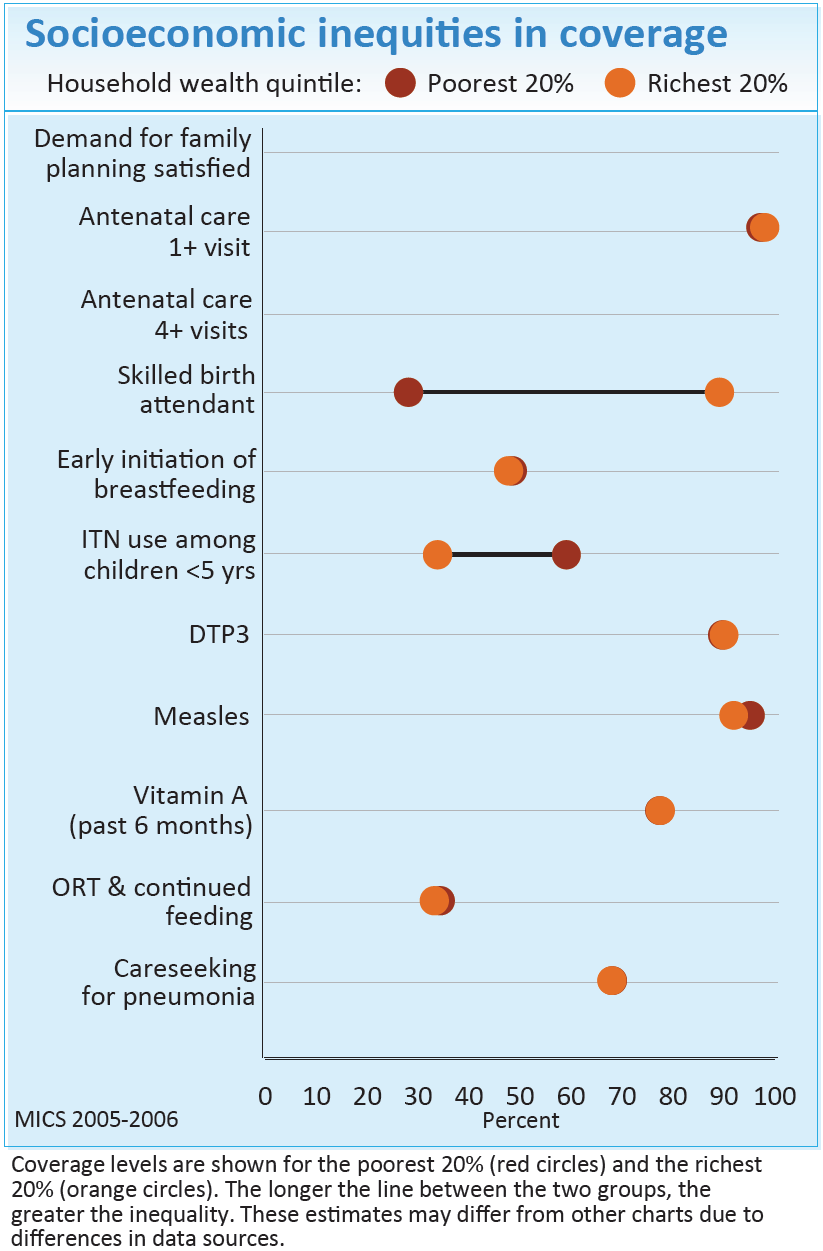 Socioeconomic inequities in coverage
Household wealth quintile: Poorest 20% Richest 20%
Demand for family
planning satisfied
Antenatal care
1+ visit
Antenatal care
4+ visits
Skilled birth
attendant
Early initiation of
breastfeeding
ITN use among
children <5 yrs
DTP3
Measles
Vitamin A
(past 6 months)
ORT & continued
feeding
Careseeking
for pneumonia
0 10 20 30 40 50 60 70 80 90 100
Percent
MICS 2005-2006
Coverage levels are shown for the poorest 20% (red circles) and the richest
20% (orange circles). The longer the line between the two groups, the
greater the inequality. These estimates may differ from other charts due to
differences in data sources.